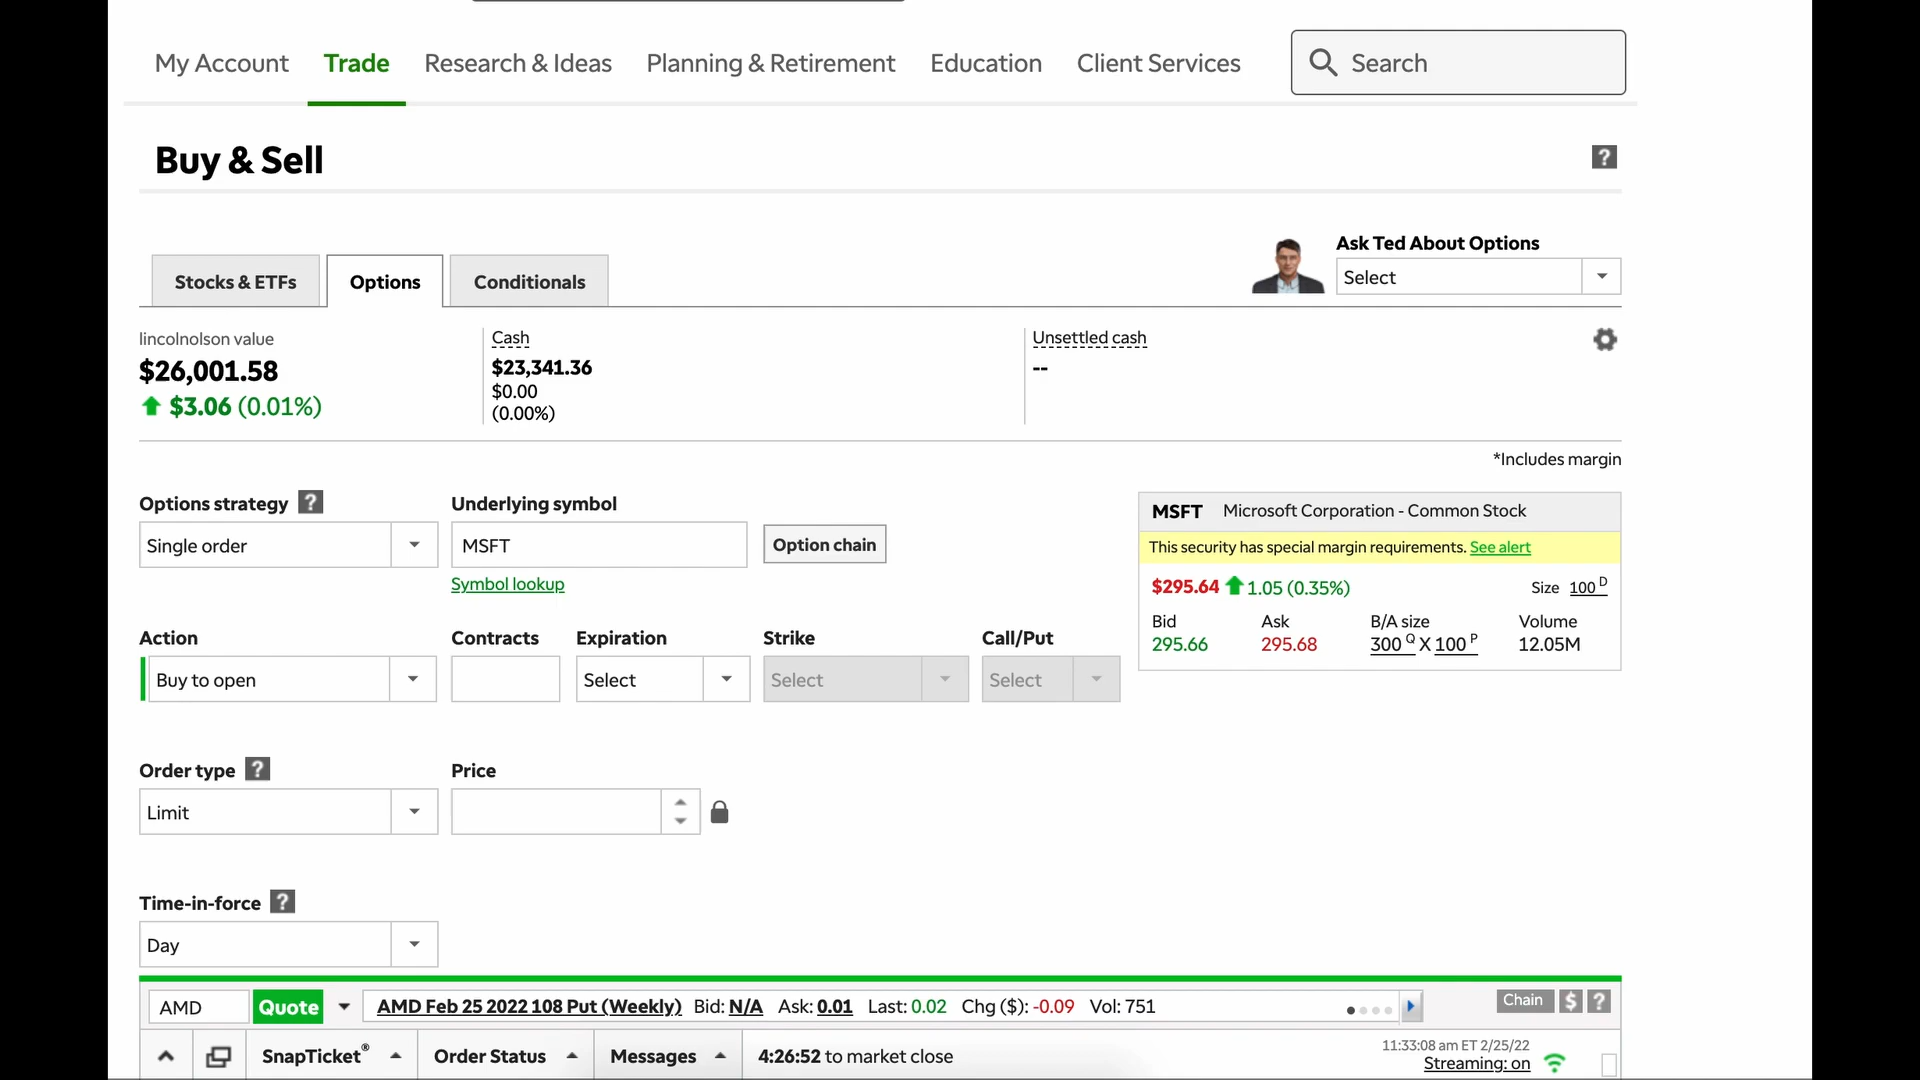 My Account Trade Research & Ideas Planning & Retirement Education Client Services Search
Buy & Sell ?
Ask Ted About Options
Stocks & ETFs Options Conditionals Select
lincolnolson value Cash Unsettled cash
$26,001.58 $23,341.36 --
$0.00
$3.06 (0.01%) (0.00%)
*Includes margin
Options strategy ? Underlying symbol
Single order MSFT Option chain
Symbol lookup
MSFT Microsoft Corporation - Common Stock
This security has special margin requirements. See alert
$295.64 1.05 (0.35%) Size 100 D
Bid Ask B/A size Volume
295.66 295.68 300 Q X 100 P 12.05M
Action Contracts Expiration Strike Call/Put
Buy to open Select Select Select
Order type ? Price
Limit
Time-in-force ?
Day
AMD Quote AMD Feb 25 2022 108 Put (Weekly) Bid: N/A Ask: 0.01 Last: 0.02 Chg ($): -0.09 Vol: 751 Chain $ ?
SnapTicket® Order Status Messages 4:26:52 to market close 11:33:08 am ET 2/25/22
Streaming: on